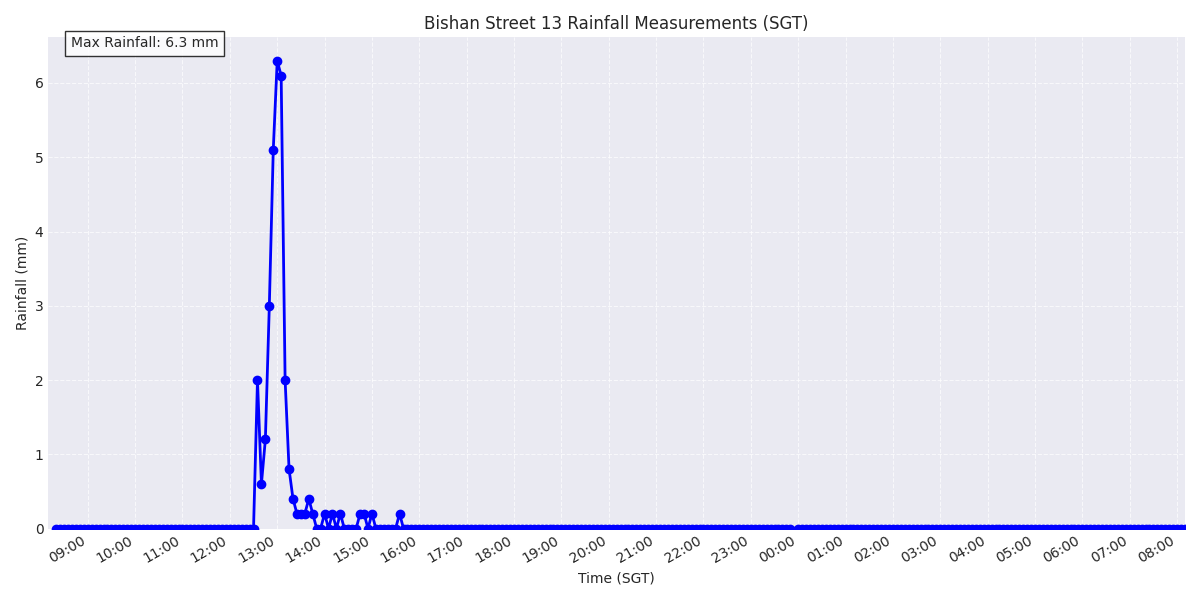 Bishan Street 13 Rainfall Measurements (SGT)
Max Rainfall: 6.3 mm
Rainfall (mm)
6
5
4
3
2
1
0
09:00 10:00 11:00 12:00 13:00 14:00 15:00 16:00 17:00 18:00 19:00 20:00 21:00 22:00 23:00 00:00 01:00 02:00 03:00 04:00 05:00 06:00 07:00 08:00
Time (SGT)